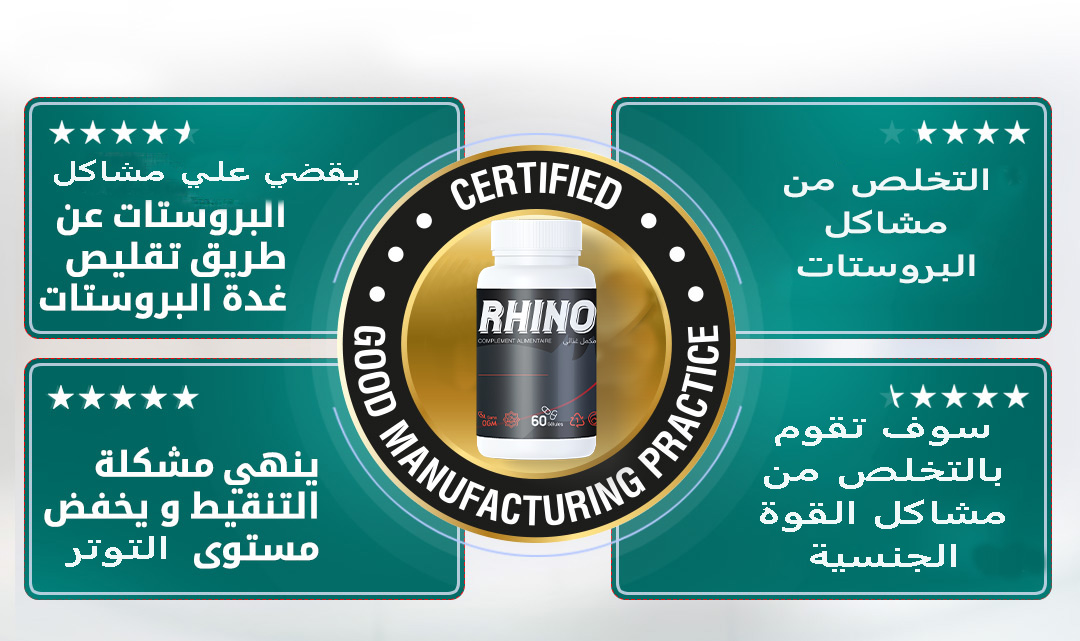 يقضي علي مشاكل
البروستات عن
طريق تقليص
غدة البروستات
التخلص من
مشاكل
البروستات
CERTIFIED
GOOD MANUFACTURING PRACTICE
RHINO
COMPLÉMENT ALIMENTAIRE مكمل غذائي
OGM
60 Gélules
ينهي مشكلة
التنقيط و يخفض
مستوى التوتر
سوف تقوم
بالتخلص من
مشاكل القوة
الجنسية